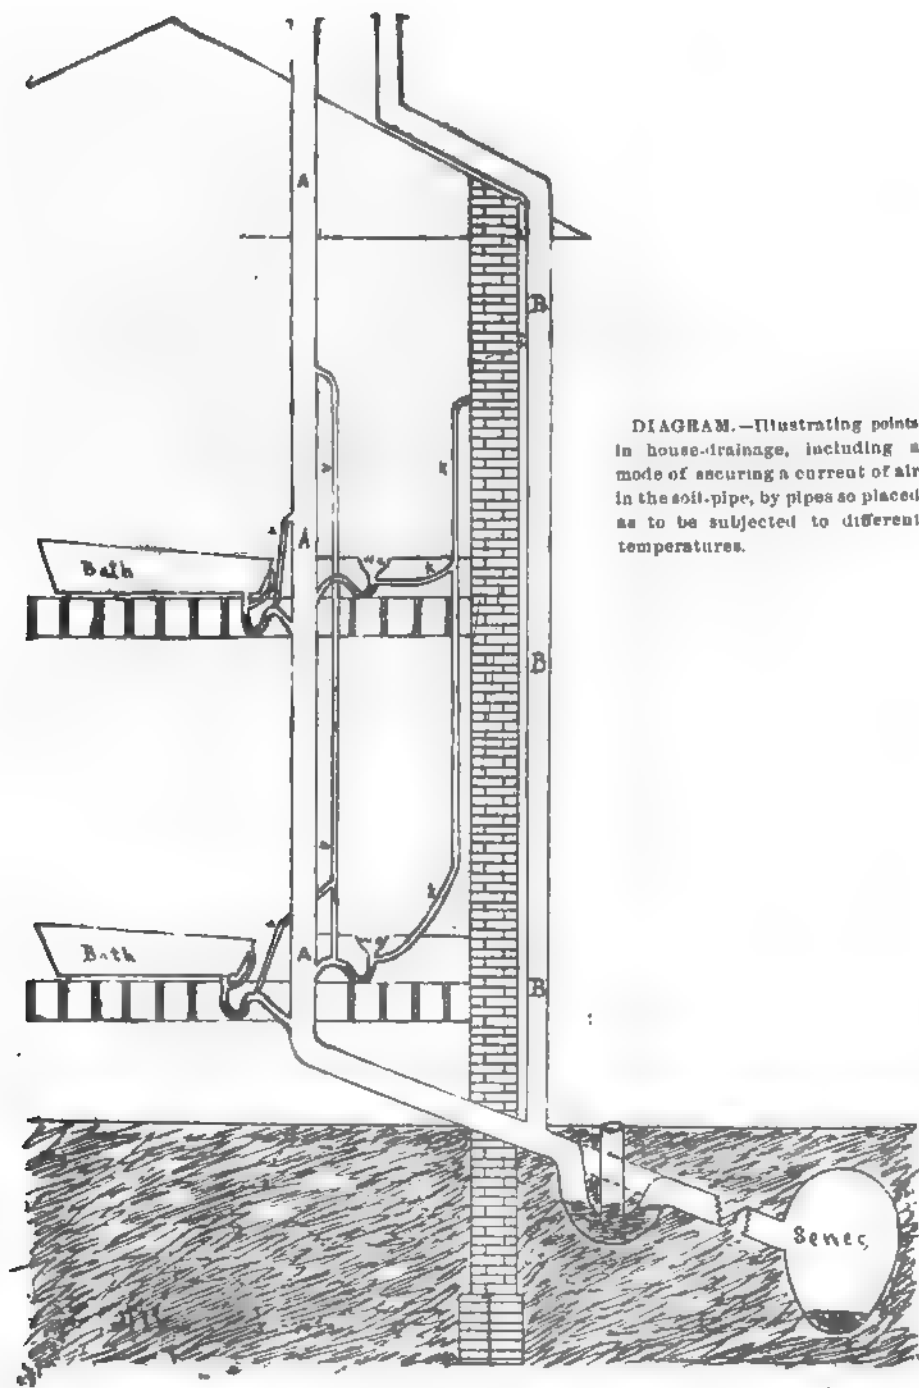 A
B
DIAGRAM.—Illustrating points
in house-drainage, including a
mode of securing a current of air
in the soil-pipe, by pipes so placed
as to be subjected to different
temperatures.
A
Bath
B
Bath
A
B
Sewer